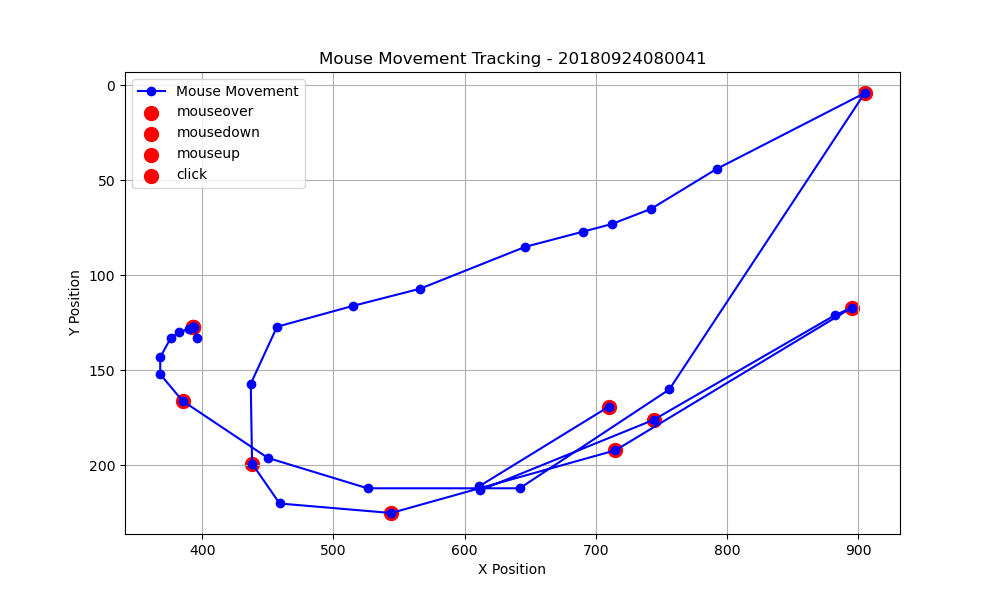 Mouse Movement Tracking - 20180924080041
Mouse Movement
mouseover
mousedown
mouseup
click
0
50
100
150
200
Y Position
400 500 600 700 800 900
X Position